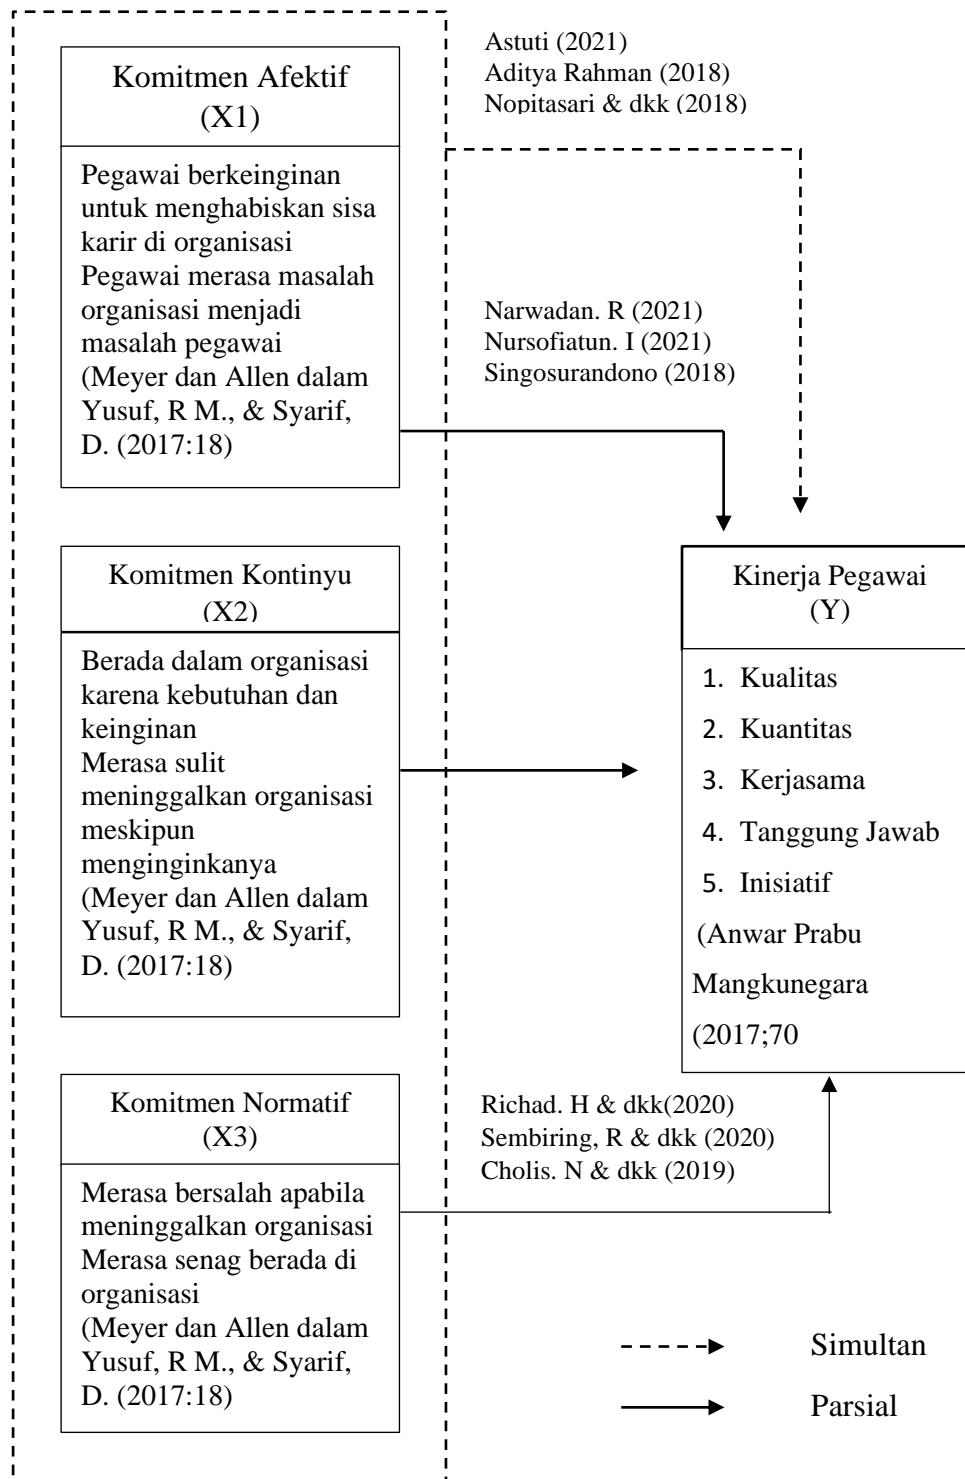 Astuti (2021)
Aditya Rahman (2018)
Nopitasari & dkk (2018)
Komitmen Afektif
(X1)
Pegawai berkeinginan
untuk menghabiskan sisa
karir di organisasi
Pegawai merasa masalah
organisasi menjadi
masalah pegawai
(Meyer dan Allen dalam
Yusuf, R M., & Syarif,
D. (2017:18)
Narwadan. R (2021)
Nursofiatun. I (2021)
Singosurandono (2018)
Komitmen Kontinyu
(X2)
Berada dalam organisasi
karena kebutuhan dan
keinginan
Merasa sulit
meninggalkan organisasi
meskipun
menginginkanya
(Meyer dan Allen dalam
Yusuf, R M., & Syarif,
D. (2017:18)
Kinerja Pegawai
(Y)
1. Kualitas
2. Kuantitas
3. Kerjasama
4. Tanggung Jawab
5. Inisiatif
(Anwar Prabu
Mangkunegara
(2017;70
Komitmen Normatif
(X3)
Merasa bersalah apabila
meninggalkan organisasi
Merasa senag berada di
organisasi
(Meyer dan Allen dalam
Yusuf, R M., & Syarif,
D. (2017:18)
Richad. H & dkk(2020)
Sembiring, R & dkk (2020)
Cholis. N & dkk (2019)
Simultan
Parsial